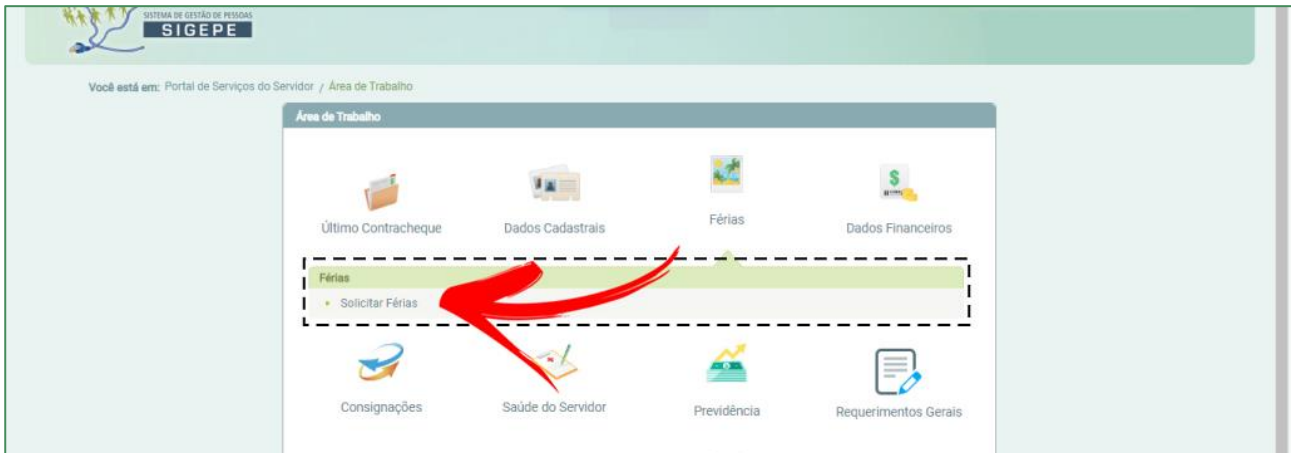 SISTEMA DE GESTÃO DE PESSOAS
SIGEPE
Você está em: Portal de Serviços do Servidor / Área de Trabalho
Área de Trabalho
Último Contracheque
Dados Cadastrais
Férias
Dados Financeiros
Férias
• Solicitar Férias
Consignações
Saúde do Servidor
Previdência
Requerimentos Gerais